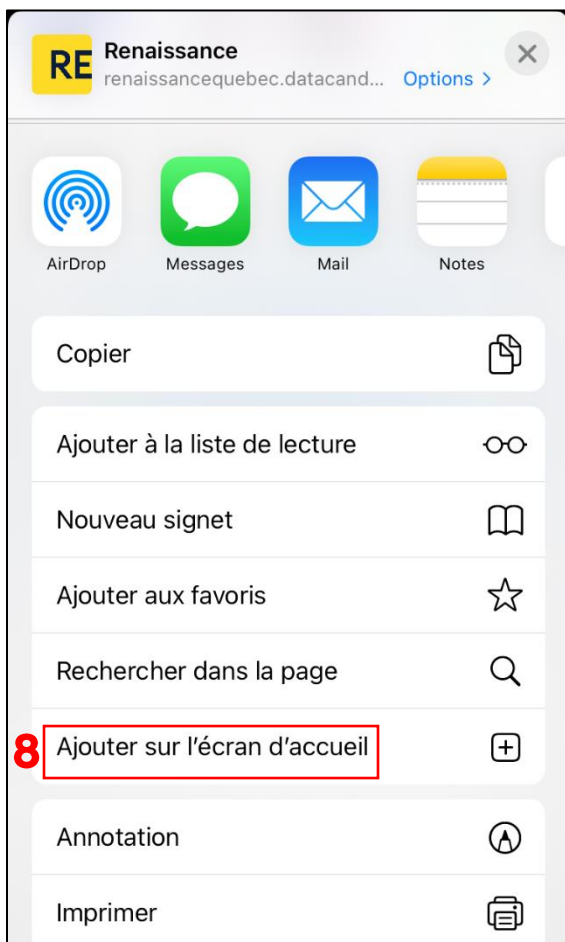 RE
Renaissance
renaissancequebec.datacand...
Options >
AirDrop
Messages
Mail
Notes
Copier
Ajouter à la liste de lecture
Nouveau signet
Ajouter aux favoris
Rechercher dans la page
8 Ajouter sur l'écran d'accueil
Annotation
Imprimer